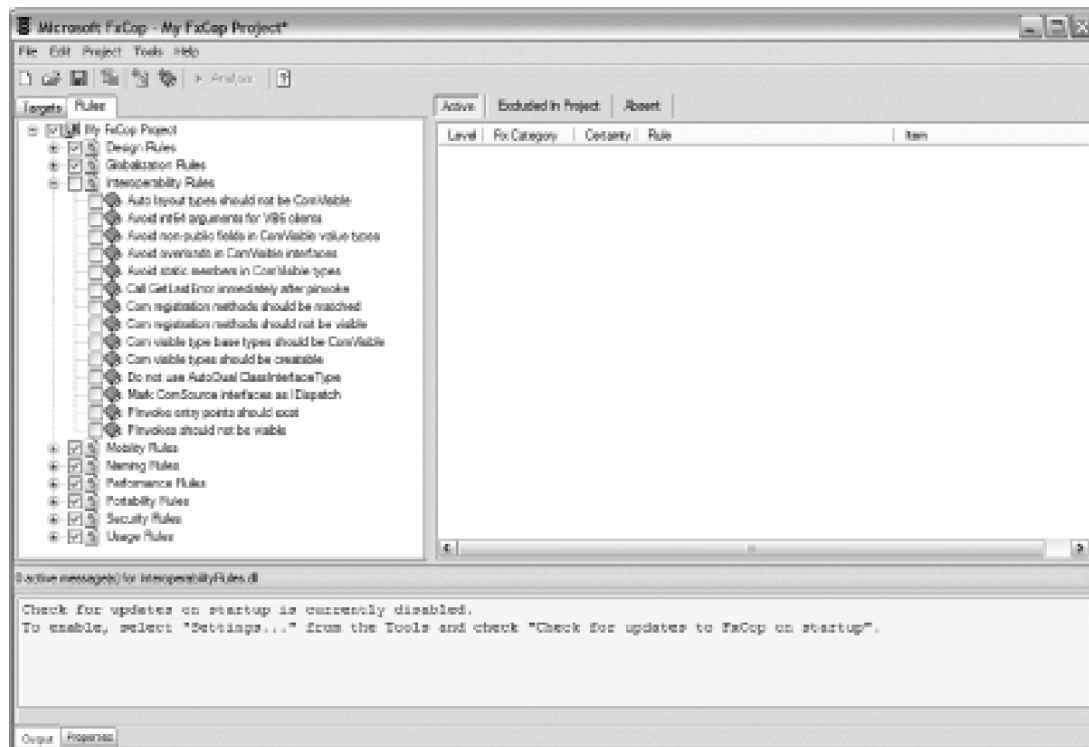 Microsoft FxCop - My FxCop Project*
File Edit Project Tools Help
Analyze
Targets Rules
Active Excluded In Project Absent
My FxCop Project
Level Fix Category Certainty Rule Item
Design Rules
Globalization Rules
Interoperability Rules
Auto layout types should not be ComVisible
Avoid int64 arguments for VB6 clients
Avoid non-public fields in ComVisible value types
Avoid overloads in ComVisible interfaces
Avoid static members in ComVisible types
Call GetLastError immediately after pinvoke
Com registration methods should be matched
Com registration methods should not be visible
Com visible type base types should be ComVisible
Com visible types should be creatable
Do not use AutoDual ClassInterfaceType
Mark ComSource interfaces as IDispatch
PInvoke entry points should exist
PInvokes should not be visible
Mobility Rules
Naming Rules
Performance Rules
Portability Rules
Security Rules
Usage Rules
0 active message(s) for InteroperabilityRules.dll
Check for updates on startup is currently disabled.
To enable, select "Settings..." from the Tools and check "Check for updates to FxCop on startup".
Output Properties